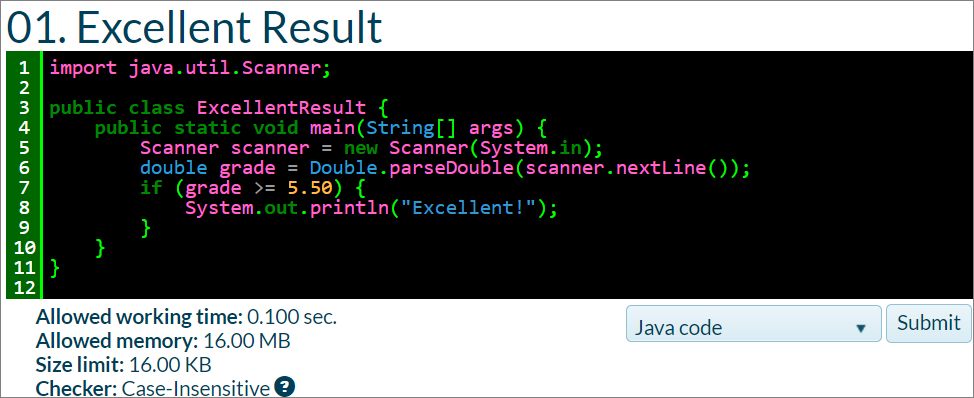 01. Excellent Result
1 import java.util.Scanner;
2
3 public class ExcellentResult {
4     public static void main(String[] args) {
5         Scanner scanner = new Scanner(System.in);
6         double grade = Double.parseDouble(scanner.nextLine());
7         if (grade >= 5.50) {
8             System.out.println("Excellent!");
9         }
10     }
11 }
12
Allowed working time: 0.100 sec.
Allowed memory: 16.00 MB
Size limit: 16.00 KB
Checker: Case-Insensitive ?
Java code
Submit